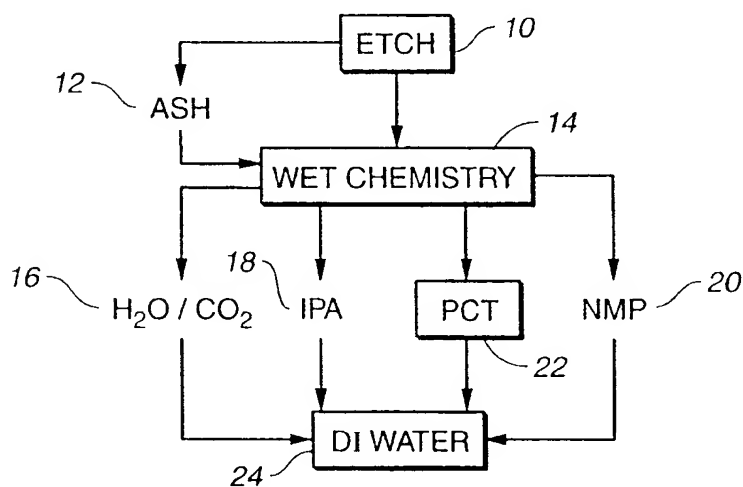 ETCH
10
12
ASH
14
WET CHEMISTRY
16
H₂O / CO₂
18
IPA
PCT
22
NMP
20
DI WATER
24